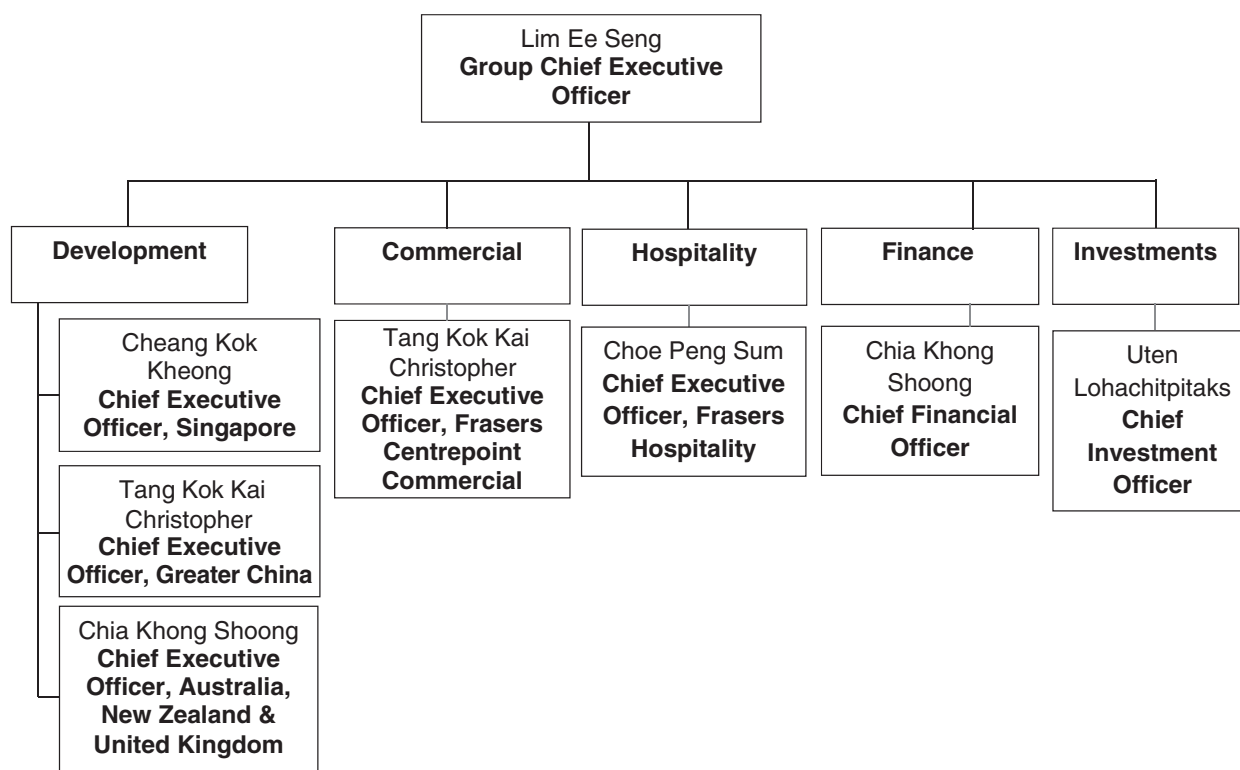 Lim Ee Seng
Group Chief Executive
Officer
Development
Commercial
Hospitality
Finance
Investments
Cheang Kok
Kheong
Chief Executive
Officer, Singapore
Tang Kok Kai
Christopher
Chief Executive
Officer, Greater China
Chia Khong Shoong
Chief Executive
Officer, Australia,
New Zealand &
United Kingdom
Tang Kok Kai
Christopher
Chief Executive
Officer, Frasers
Centrepoint
Commercial
Choe Peng Sum
Chief Executive
Officer, Frasers
Hospitality
Chia Khong
Shoong
Chief Financial
Officer
Uten
Lohachitpitaks
Chief
Investment
Officer